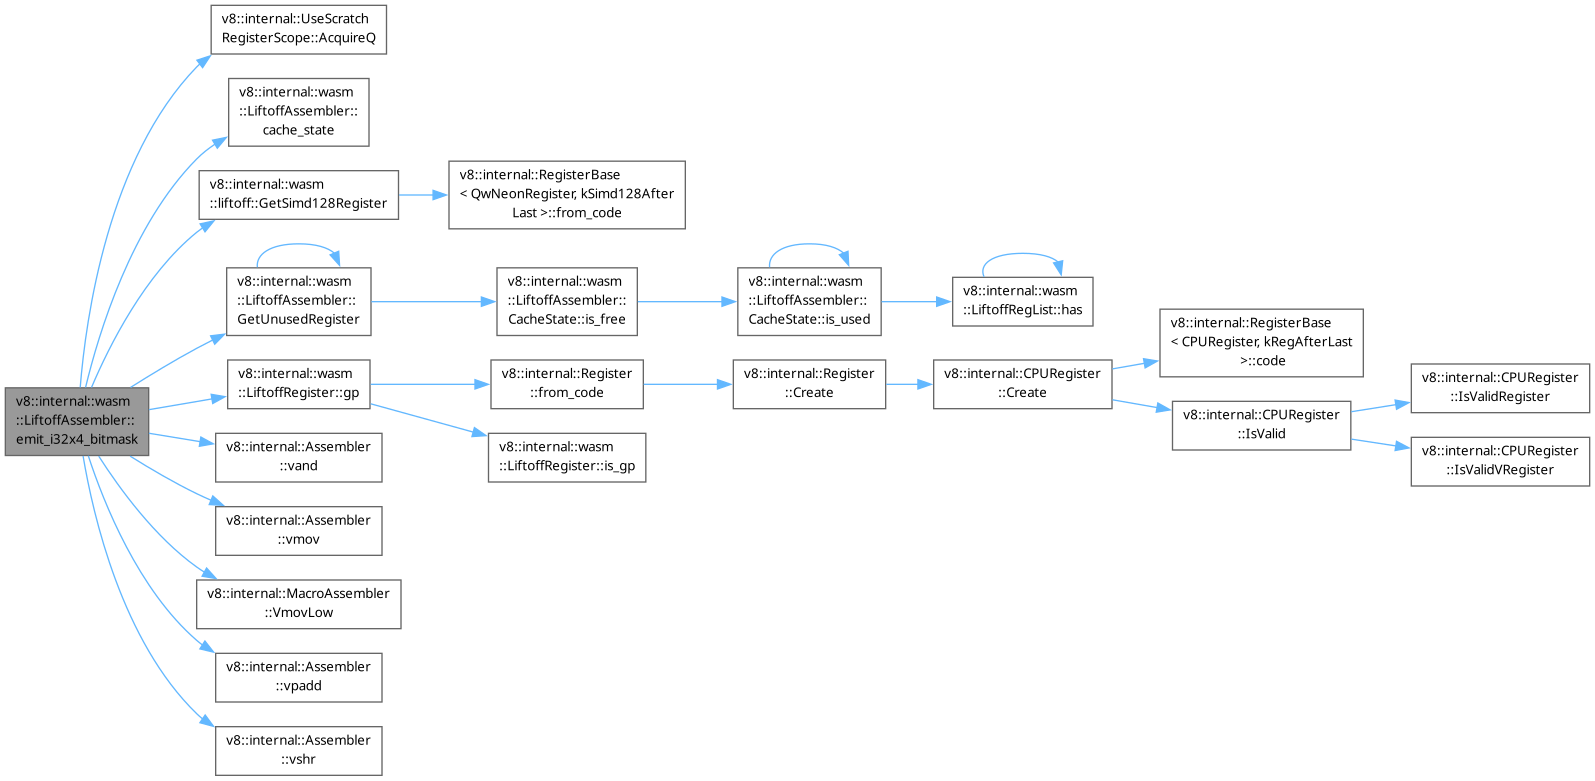 v8::internal::UseScratch
RegisterScope::AcquireQ
v8::internal::wasm
::LiftoffAssembler::
cache_state
v8::internal::wasm
::liftoff::GetSimd128Register
v8::internal::RegisterBase
< QwNeonRegister, kSimd128After
Last >::from_code
v8::internal::wasm
::LiftoffAssembler::
GetUnusedRegister
v8::internal::wasm
::LiftoffAssembler::
CacheState::is_free
v8::internal::wasm
::LiftoffAssembler::
CacheState::is_used
v8::internal::wasm
::LiftoffRegList::has
v8::internal::wasm
::LiftoffAssembler::
emit_i32x4_bitmask
v8::internal::wasm
::LiftoffRegister::gp
v8::internal::Register
::from_code
v8::internal::Register
::Create
v8::internal::CPURegister
::Create
v8::internal::RegisterBase
< CPURegister, kRegAfterLast
>::code
v8::internal::CPURegister
::IsValid
v8::internal::CPURegister
::IsValidRegister
v8::internal::CPURegister
::IsValidVRegister
v8::internal::wasm
::LiftoffRegister::is_gp
v8::internal::Assembler
::vand
v8::internal::Assembler
::vmov
v8::internal::MacroAssembler
::VmovLow
v8::internal::Assembler
::vpadd
v8::internal::Assembler
::vshr